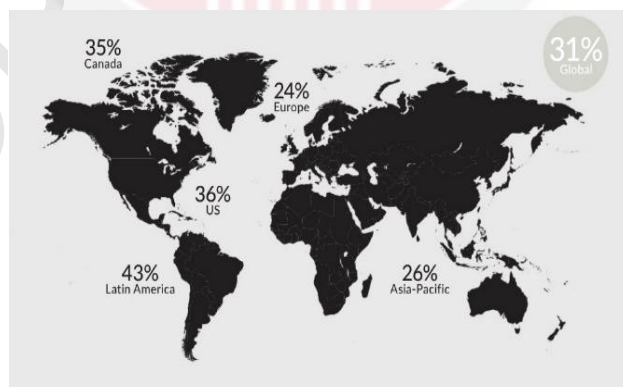 35%
Canada
31%
Global
24%
Europe
36%
US
43%
Latin America
26%
Asia-Pacific